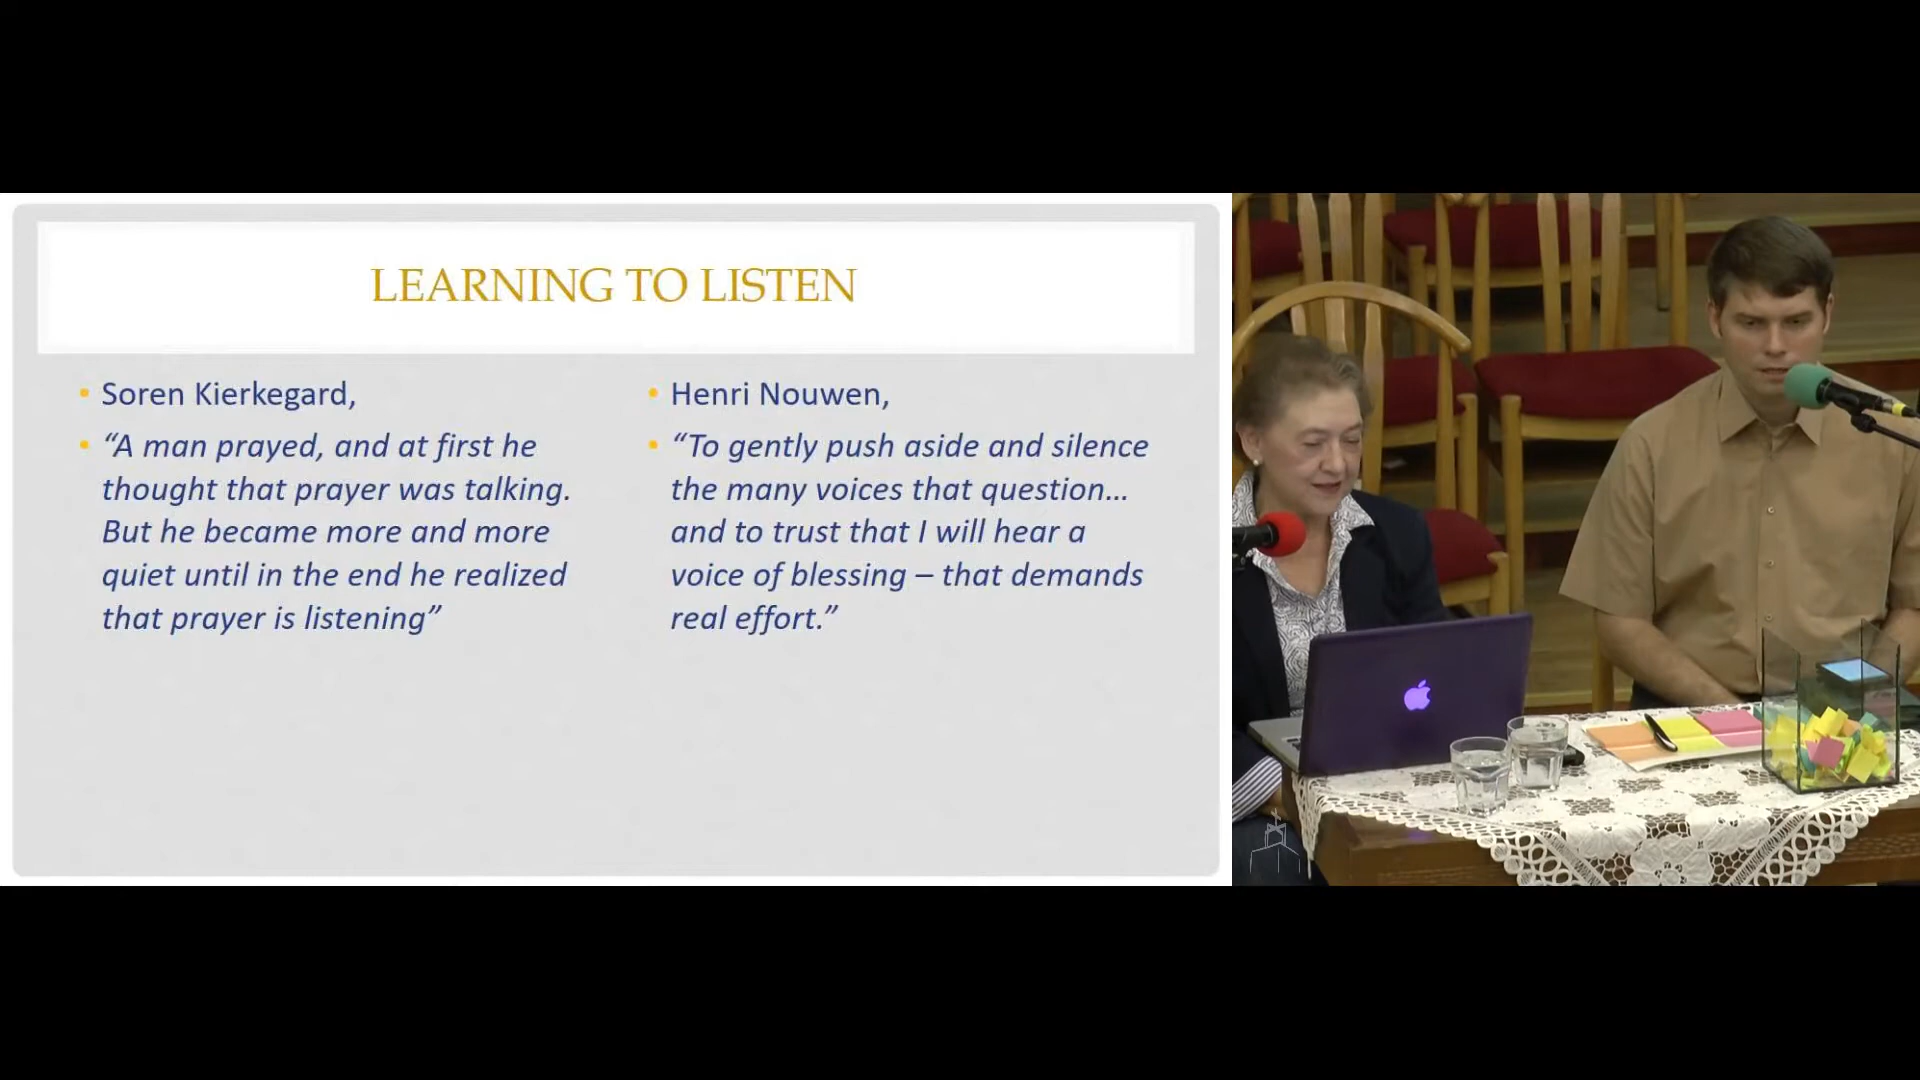 LEARNING TO LISTEN
• Soren Kierkegard,
• “A man prayed, and at first he
thought that prayer was talking.
But he became more and more
quiet until in the end he realized
that prayer is listening”
• Henri Nouwen,
• “To gently push aside and silence
the many voices that question...
and to trust that I will hear a
voice of blessing – that demands
real effort.”